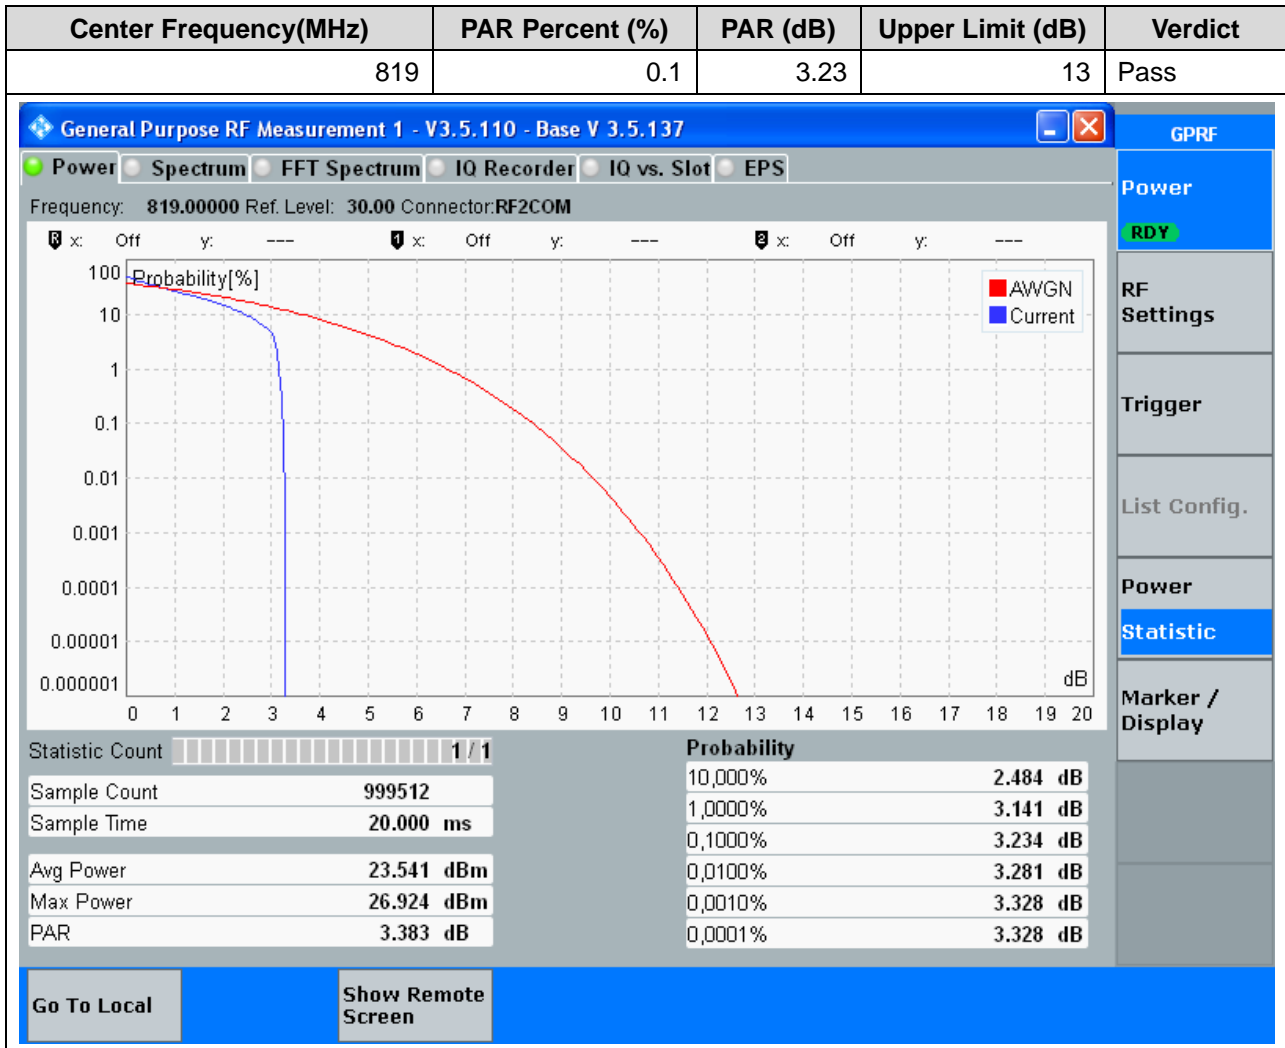 Center Frequency(MHz) PAR Percent (%) PAR (dB) Upper Limit (dB) Verdict
819 0.1 3.23 13 Pass
General Purpose RF Measurement 1 - V3.5.110 - Base V 3.5.137
GPRF
Power Spectrum FFT Spectrum IQ Recorder IQ vs. Slot EPS
Power
RDY
Frequency: 819.00000 Ref. Level: 30.00 Connector:RF2COM
R x: Off y: --- 1 x: Off y: --- 2 x: Off y: ---
Probability[%]
AWGN
Current
100
10
1
0.1
0.01
0.001
0.0001
0.00001
0.000001
dB
0 1 2 3 4 5 6 7 8 9 10 11 12 13 14 15 16 17 18 19 20
RF
Settings
Trigger
List Config.
Power
Statistic
Marker /
Display
Statistic Count 1 / 1
Sample Count 999512
Sample Time 20.000 ms
Avg Power 23.541 dBm
Max Power 26.924 dBm
PAR 3.383 dB
Probability
10,000% 2.484 dB
1,0000% 3.141 dB
0,1000% 3.234 dB
0,0100% 3.281 dB
0,0010% 3.328 dB
0,0001% 3.328 dB
Go To Local
Show Remote
Screen